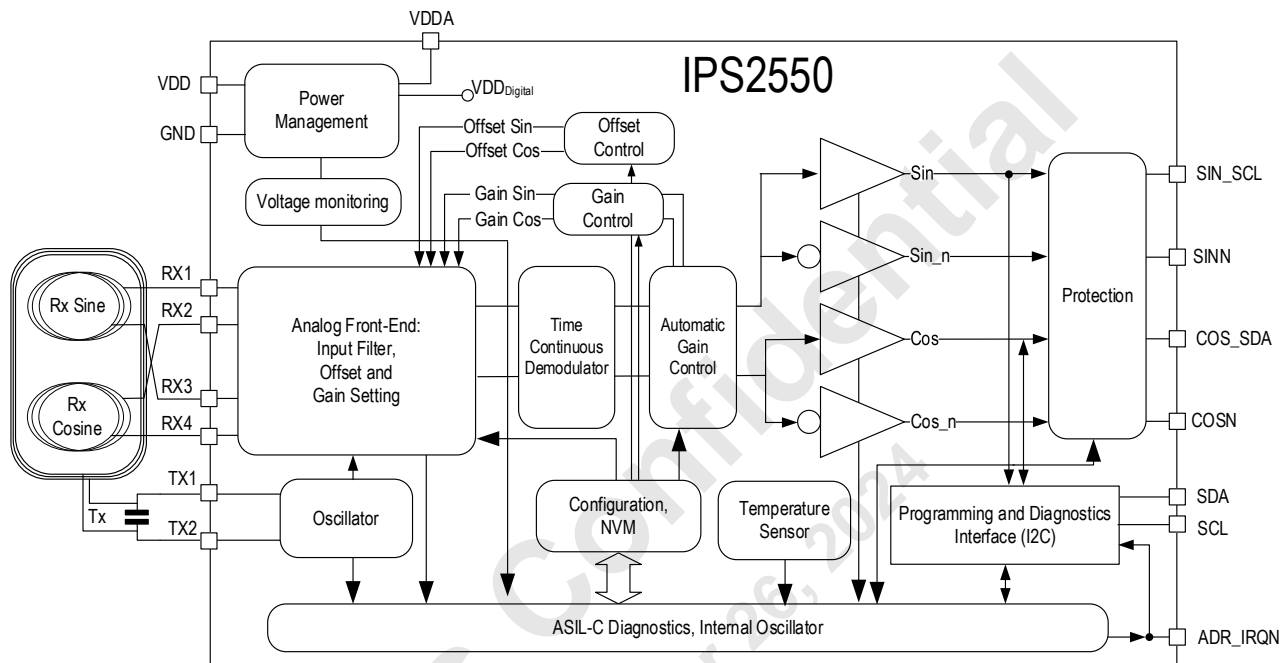 VDDA
IPS2550
VDD
GND
Power
Management
VDDDigital
Offset Sin
Offset Cos
Offset
Control
Voltage monitoring
Gain Sin
Gain Cos
Gain
Control
Sin
SIN_SCL
Sin_n
SINN
RX1
RX2
RX3
RX4
Rx Sine
Rx
Cosine
Analog Front-End:
Input Filter,
Offset and
Gain Setting
Time
Continuous
Demodulator
Automatic
Gain
Control
Protection
Cos
COS_SDA
Cos_n
COSN
TX1
Tx
TX2
Oscillator
Configuration,
NVM
Temperature
Sensor
Programming and Diagnostics
Interface (I2C)
SDA
SCL
ASIL-C Diagnostics, Internal Oscillator
ADR_IRQN
Confidential
26, 2024